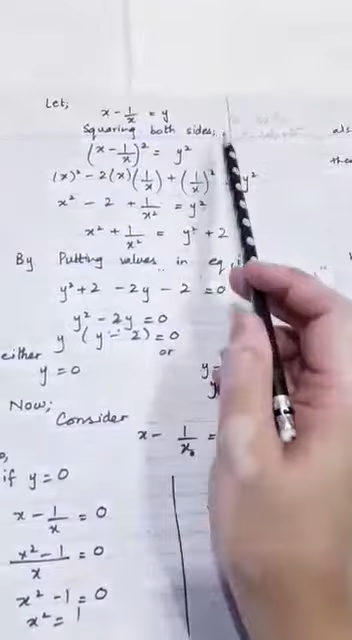 Let;
x - 1/x = y
Squaring both sides;
(x - 1/x)² = y²
(x)² - 2(x)(1/x) + (1/x)² y²
x² - 2 + 1/x² = y²
x² + 1/x² = y² + 2
By Putting values in eq
y² + 2 - 2y - 2 = 0
y² - 2y = 0
y (y - 2) = 0
either or
y = 0 y -
Now; Consider
x - 1/x =
if y = 0
x - 1/x = 0
x² - 1/x = 0
x² - 1 = 0
x² = 1